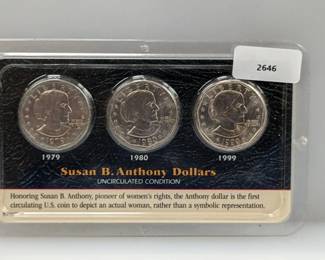 2646
1979
1980
1999
Susan B. Anthony Dollars
UNCIRCULATED CONDITION
Honoring Susan B. Anthony, pioneer of women's rights, the Anthony dollar is the first
circulating U.S. coin to depict an actual woman, rather than a symbolic representation.